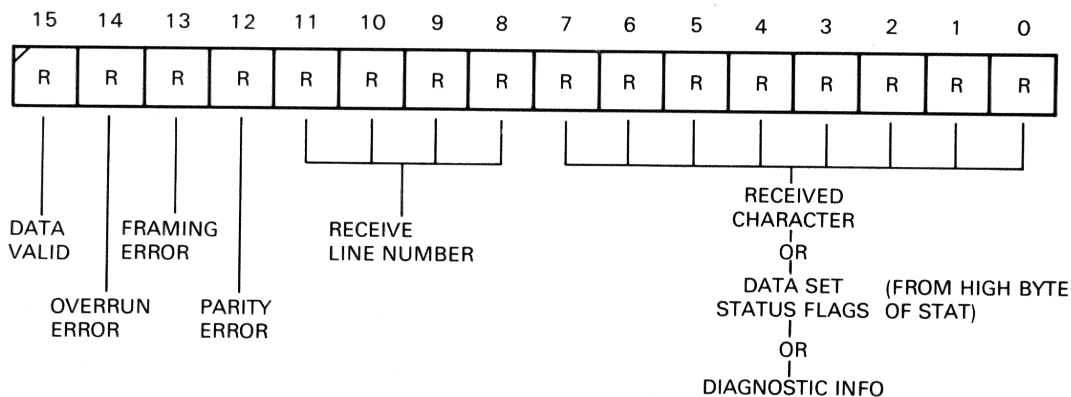 15 14 13 12 11 10 9 8 7 6 5 4 3 2 1 0
R R R R R R R R R R R R R R R R
DATA
VALID
FRAMING
ERROR
RECEIVE
LINE NUMBER
OVERRUN
ERROR
PARITY
ERROR
RECEIVED
CHARACTER
OR
DATA SET (FROM HIGH BYTE
STATUS FLAGS OF STAT)
OR
DIAGNOSTIC INFO